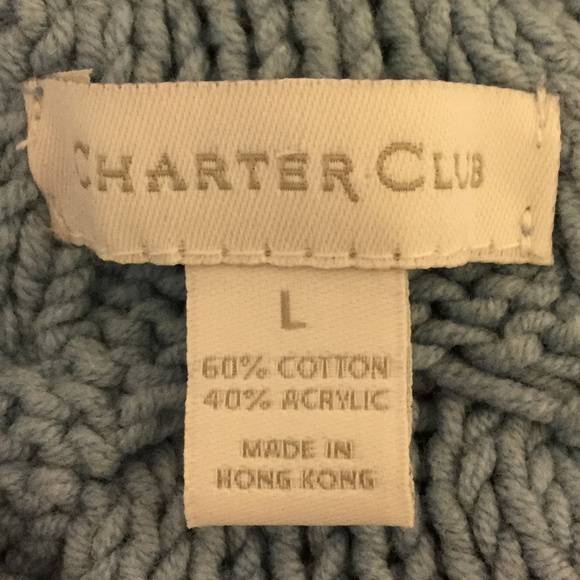 CHARTER CLUB
L
60% COTTON
40% ACRYLIC
MADE IN
HONG KONG